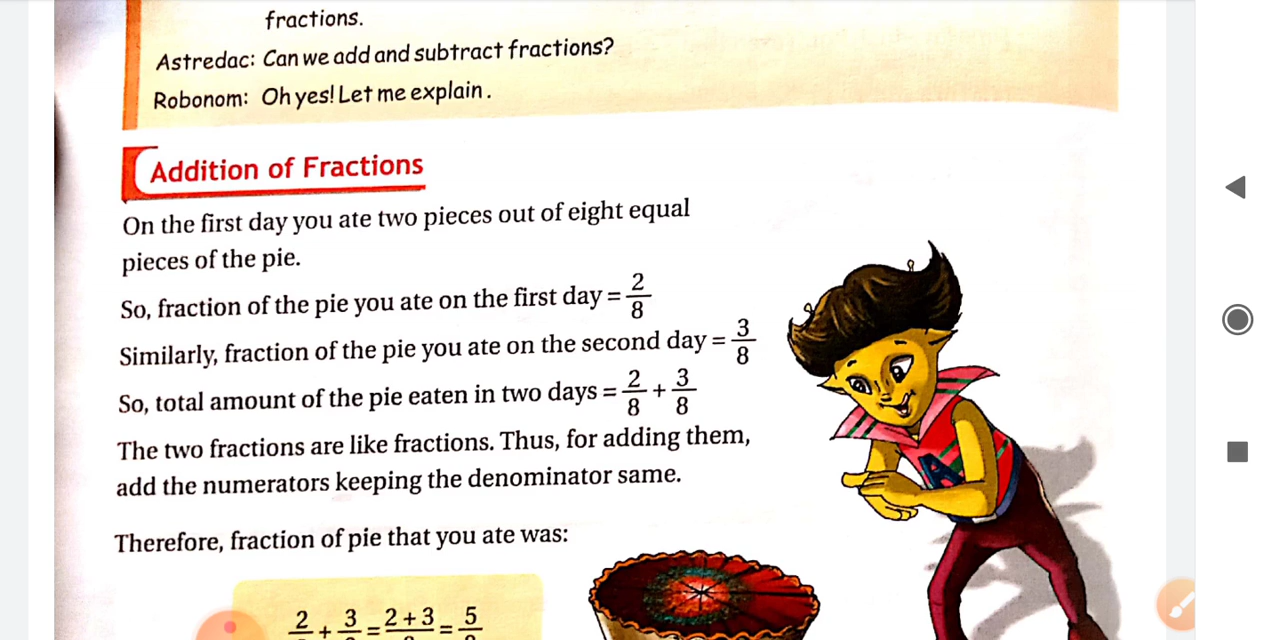 fractions.
Astredac: Can we add and subtract fractions?
Robonom: Oh yes! Let me explain.
Addition of Fractions
On the first day you ate two pieces out of eight equal
pieces of the pie.
So, fraction of the pie you ate on the first day = 2/8
Similarly, fraction of the pie you ate on the second day = 3/8
So, total amount of the pie eaten in two days = 2/8 + 3/8
The two fractions are like fractions. Thus, for adding them,
add the numerators keeping the denominator same.
Therefore, fraction of pie that you ate was:
2 + 3 = 2+3 = 5